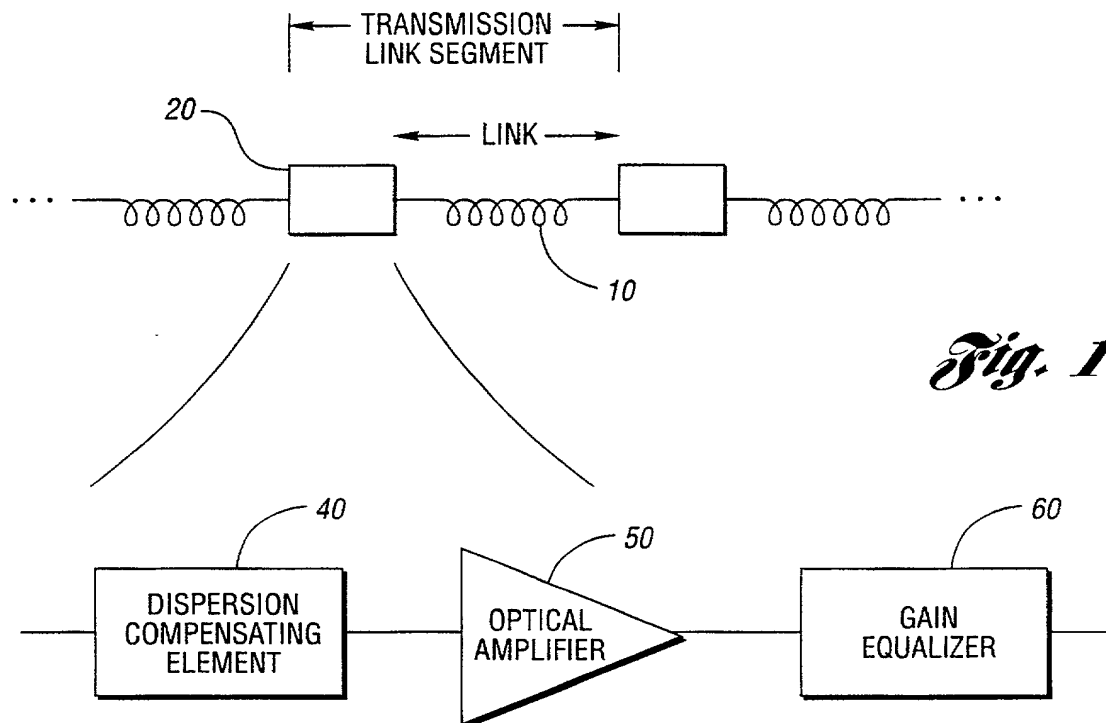 TRANSMISSION
LINK SEGMENT
20
LINK
...
...
10
Fig. 1
40
50
60
DISPERSION
COMPENSATING
ELEMENT
OPTICAL
AMPLIFIER
GAIN
EQUALIZER